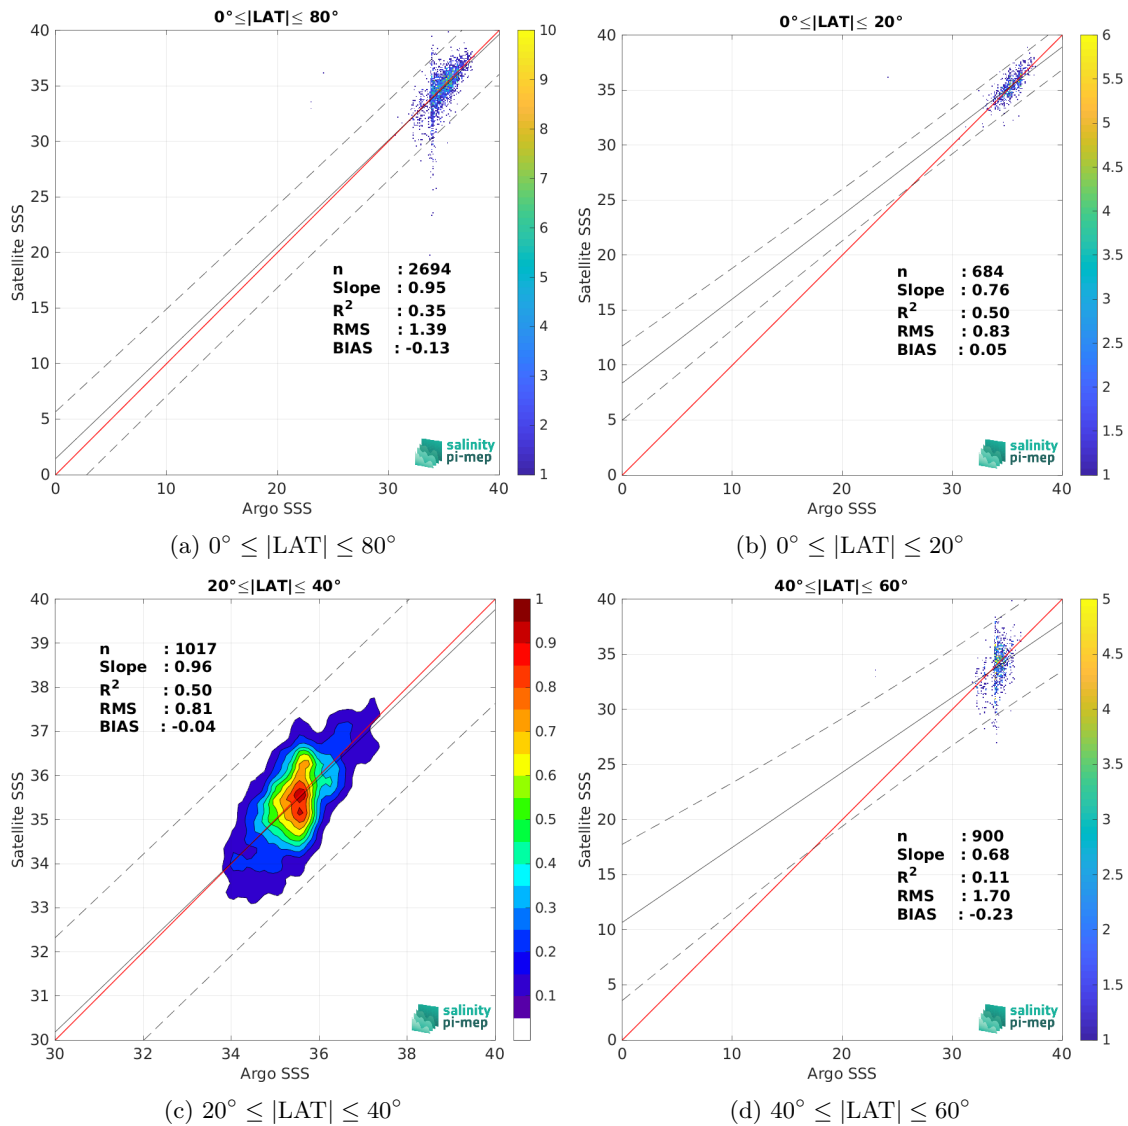 0°≤|LAT|≤ 80°
Satellite SSS
40
35
30
25
20
15
10
5
0
0
10
20
30
40
Argo SSS
n : 2694
Slope : 0.95
R² : 0.35
RMS : 1.39
BIAS : -0.13
salinity
pi-mep
10
9
8
7
6
5
4
3
2
1
(a) 0° ≤ |LAT| ≤ 80°
0°≤|LAT|≤ 20°
Satellite SSS
40
35
30
25
20
15
10
5
0
0
10
20
30
40
Argo SSS
n : 684
Slope : 0.76
R² : 0.50
RMS : 0.83
BIAS : 0.05
salinity
pi-mep
6
5.5
5
4.5
4
3.5
3
2.5
2
1.5
1
(b) 0° ≤ |LAT| ≤ 20°
20°≤|LAT|≤ 40°
Satellite SSS
40
39
38
37
36
35
34
33
32
31
30
30
32
34
36
38
40
Argo SSS
n : 1017
Slope : 0.96
R² : 0.50
RMS : 0.81
BIAS : -0.04
salinity
pi-mep
1
0.9
0.8
0.7
0.6
0.5
0.4
0.3
0.2
0.1
(c) 20° ≤ |LAT| ≤ 40°
40°≤|LAT|≤ 60°
Satellite SSS
40
35
30
25
20
15
10
5
0
0
10
20
30
40
Argo SSS
n : 900
Slope : 0.68
R² : 0.11
RMS : 1.70
BIAS : -0.23
salinity
pi-mep
5
4.5
4
3.5
3
2.5
2
1.5
1
(d) 40° ≤ |LAT| ≤ 60°